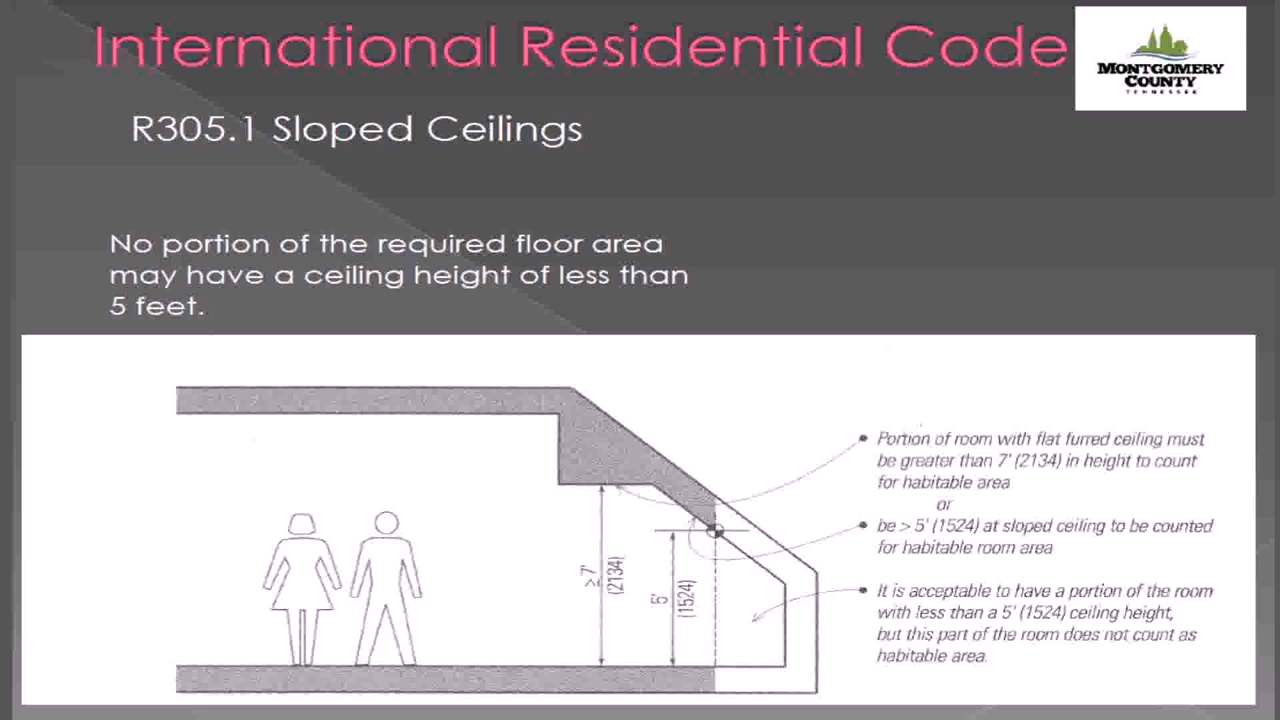 International Residential Code
MONTGOMERY
COUNTY
TENNESSEE
R305.1 Sloped Ceilings
No portion of the required floor area
may have a ceiling height of less than
5 feet.
Portion of room with flat furred ceiling must
be greater than 7' (2134) in height to count
for habitable area
or
be > 5' (1524) at sloped ceiling to be counted
for habitable room area
It is acceptable to have a portion of the room
with less than a 5' (1524) ceiling height,
but this part of the room does not count as
habitable area.
≥ 7'
(2134)
5'
(1524)